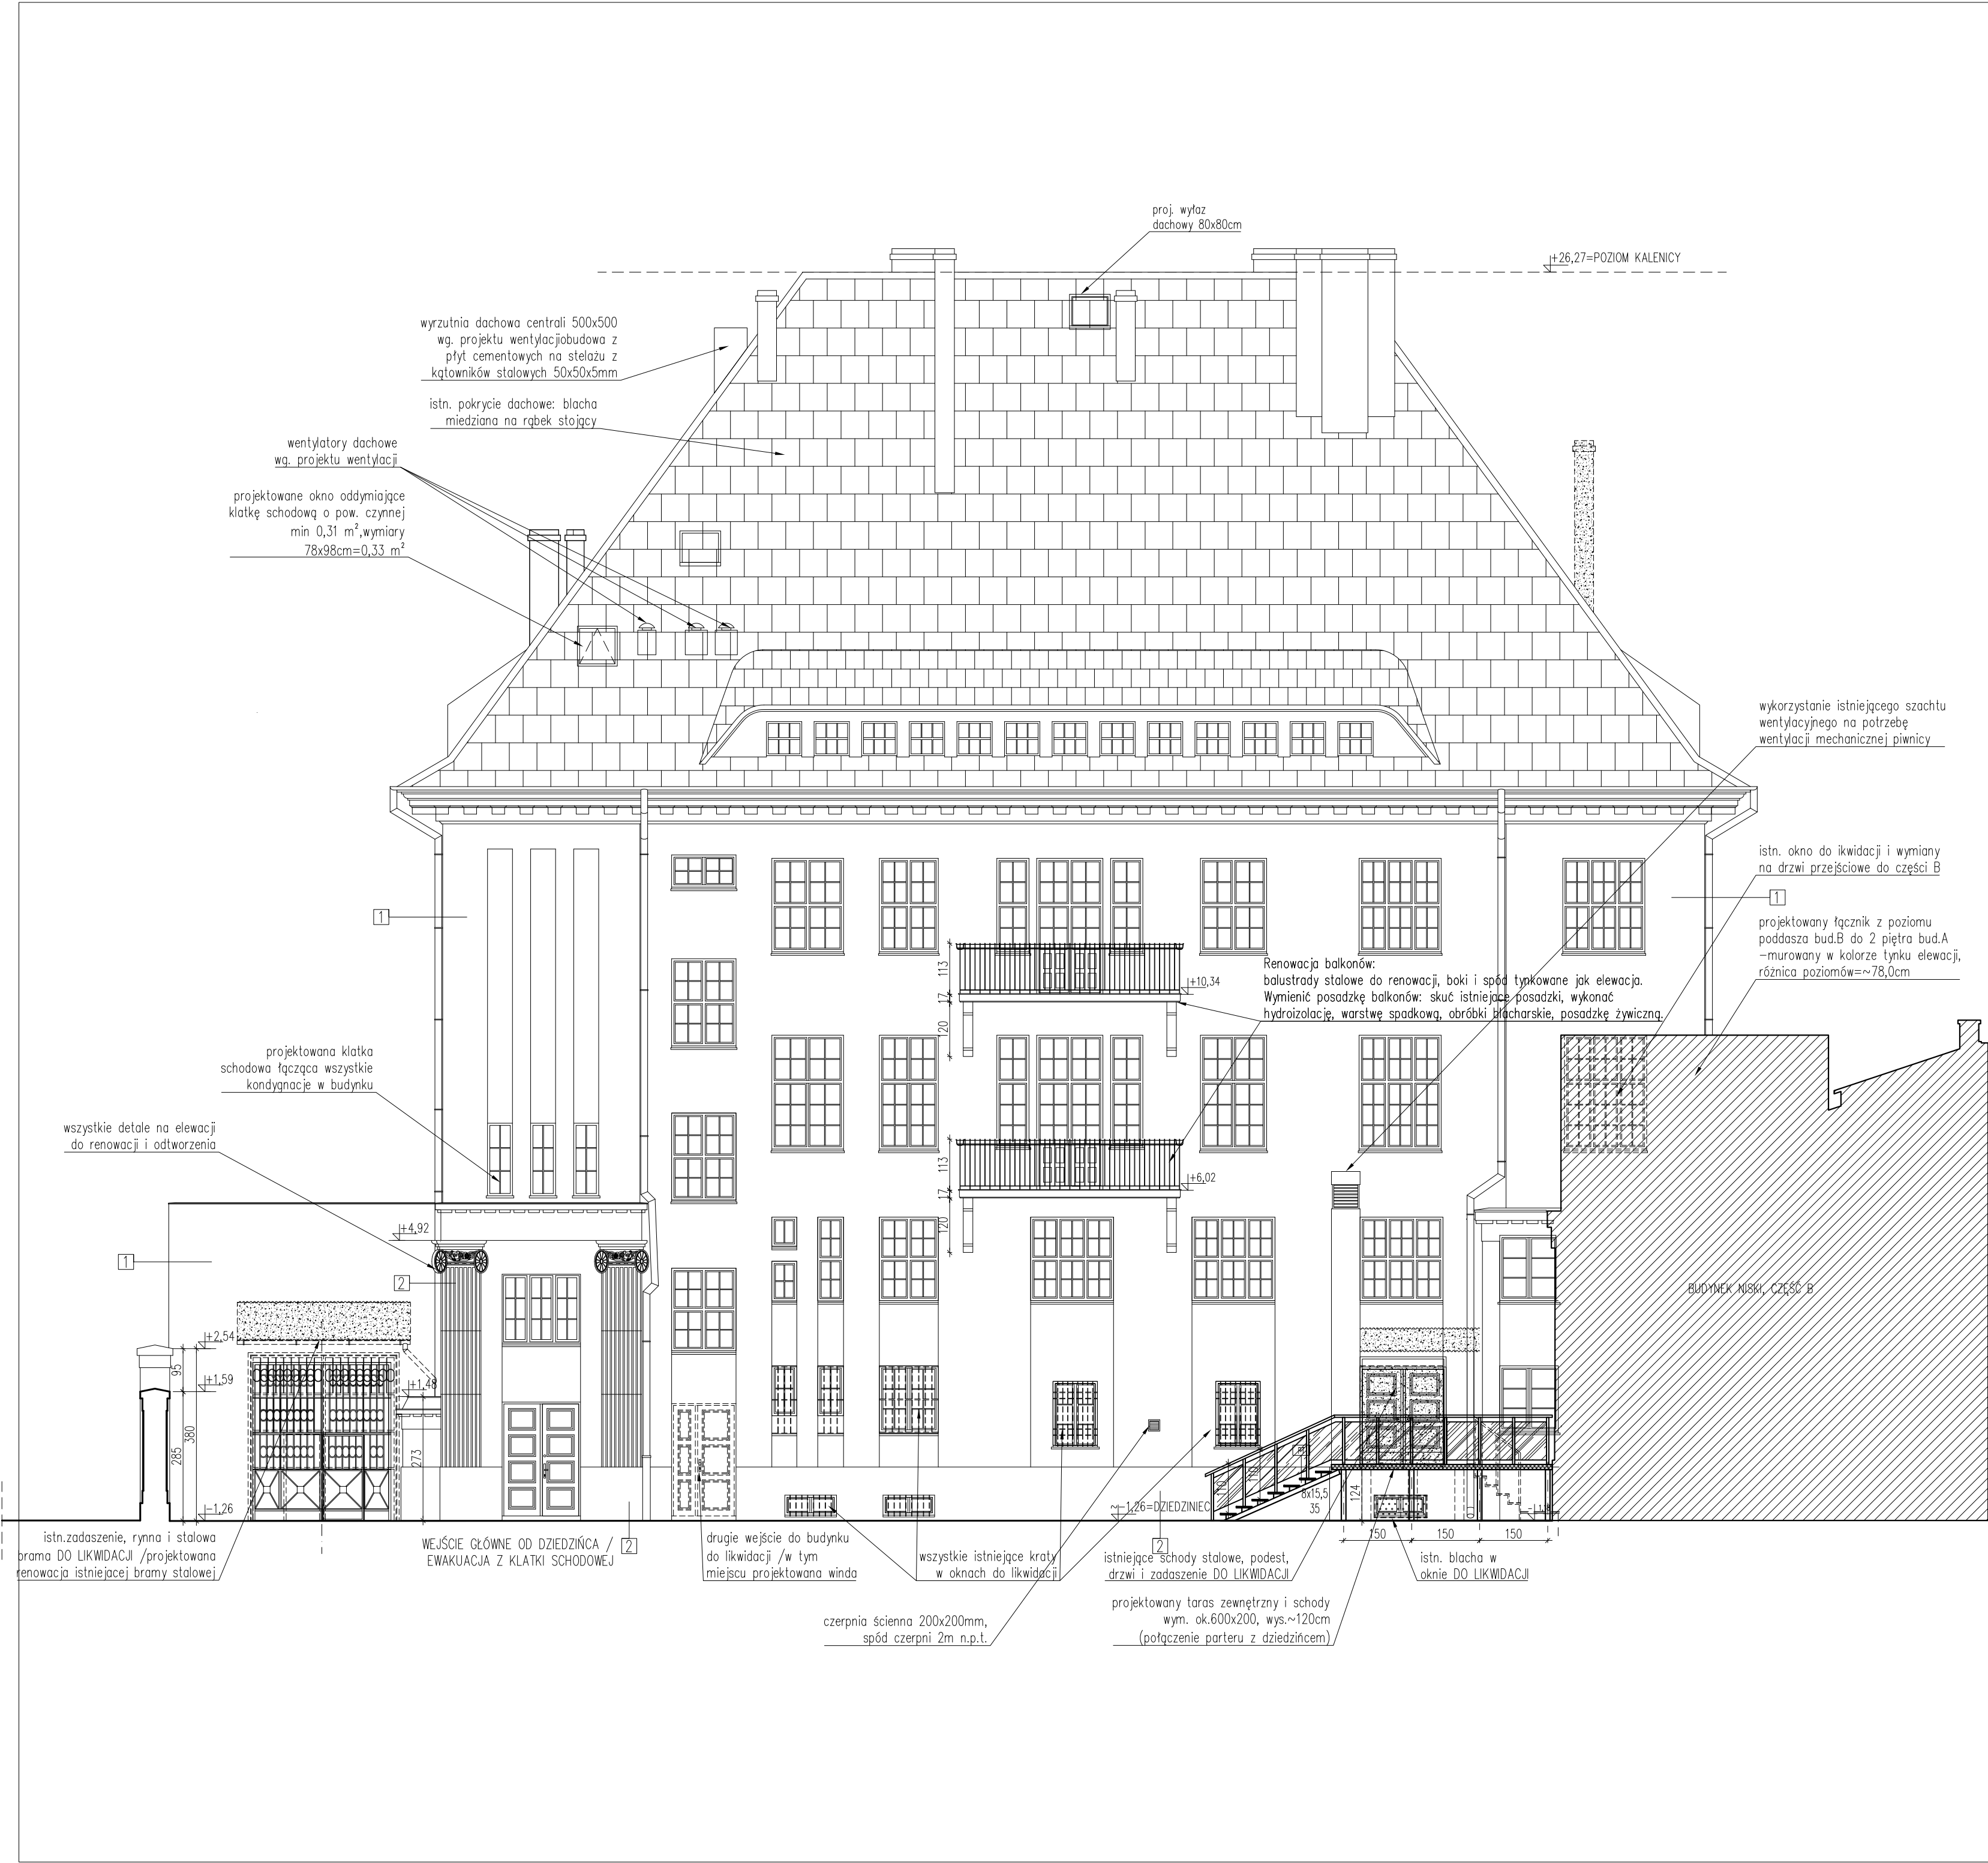 proj. wyłaz
dachowy 80x80cm
+26,27=POZIOM KALENICY
wyrzutnia dachowa centrali 500x500
wg. projektu wentylacjiobudowa z
płyt cementowych na stelażu z
kątowników stalowych 50x50x5mm
istn. pokrycie dachowe: blacha
miedziana na rąbek stojący
wentylatory dachowe
wg. projektu wentylacji
projektowane okno oddymiające
klatkę schodową o pow. czynnej
min 0,31 m²,wymiary
78x98cm=0,33 m²
wykorzystanie istniejącego szachtu
wentylacyjnego na potrzebę
wentylacji mechanicznej piwnicy
istn. okno do ikwidacji i wymiany
na drzwi przejściowe do części B
1
1
projektowany łącznik z poziomu
poddasza bud.B do 2 piętra bud.A
-murowany w kolorze tynku elewacji,
różnica poziomów=~78,0cm
113
17
120
+10,34
Renowacja balkonów:
balustrady stalowe do renowacji, boki i spód tynkowane jak elewacja.
Wymienić posadzkę balkonów: skuć istniejące posadzki, wykonać
hydroizolację, warstwę spadkową, obróbki blacharskie, posadzkę żywiczną.
projektowana klatka
schodowa łącząca wszystkie
kondygnacje w budynku
wszystkie detale na elewacji
do renowacji i odtworzenia
113
17
120
+6,02
+4,92
1
2
BUDYNEK NISKI, CZĘŚĆ B
+2,54
95
+1,59
+1,48
380
285
273
-1,26
110
110
8x15,5
35
124
-1,26=DZIEDZINIEC
150
150
150
istn.zadaszenie, rynna i stalowa
brama DO LIKWIDACJI /projektowana
renowacja istniejacej bramy stalowej
WEJŚCIE GŁÓWNE OD DZIEDZIŃCA /
EWAKUACJA Z KLATKI SCHODOWEJ
2
drugie wejście do budynku
do likwidacji /w tym
miejscu projektowana winda
wszystkie istniejące kraty
w oknach do likwidacji
2
istniejące schody stalowe, podest,
drzwi i zadaszenie DO LIKWIDACJI
istn. blacha w
oknie DO LIKWIDACJI
czerpnia ścienna 200x200mm,
spód czerpni 2m n.p.t.
projektowany taras zewnętrzny i schody
wym. ok.600x200, wys.~120cm
(połączenie parteru z dziedzińcem)